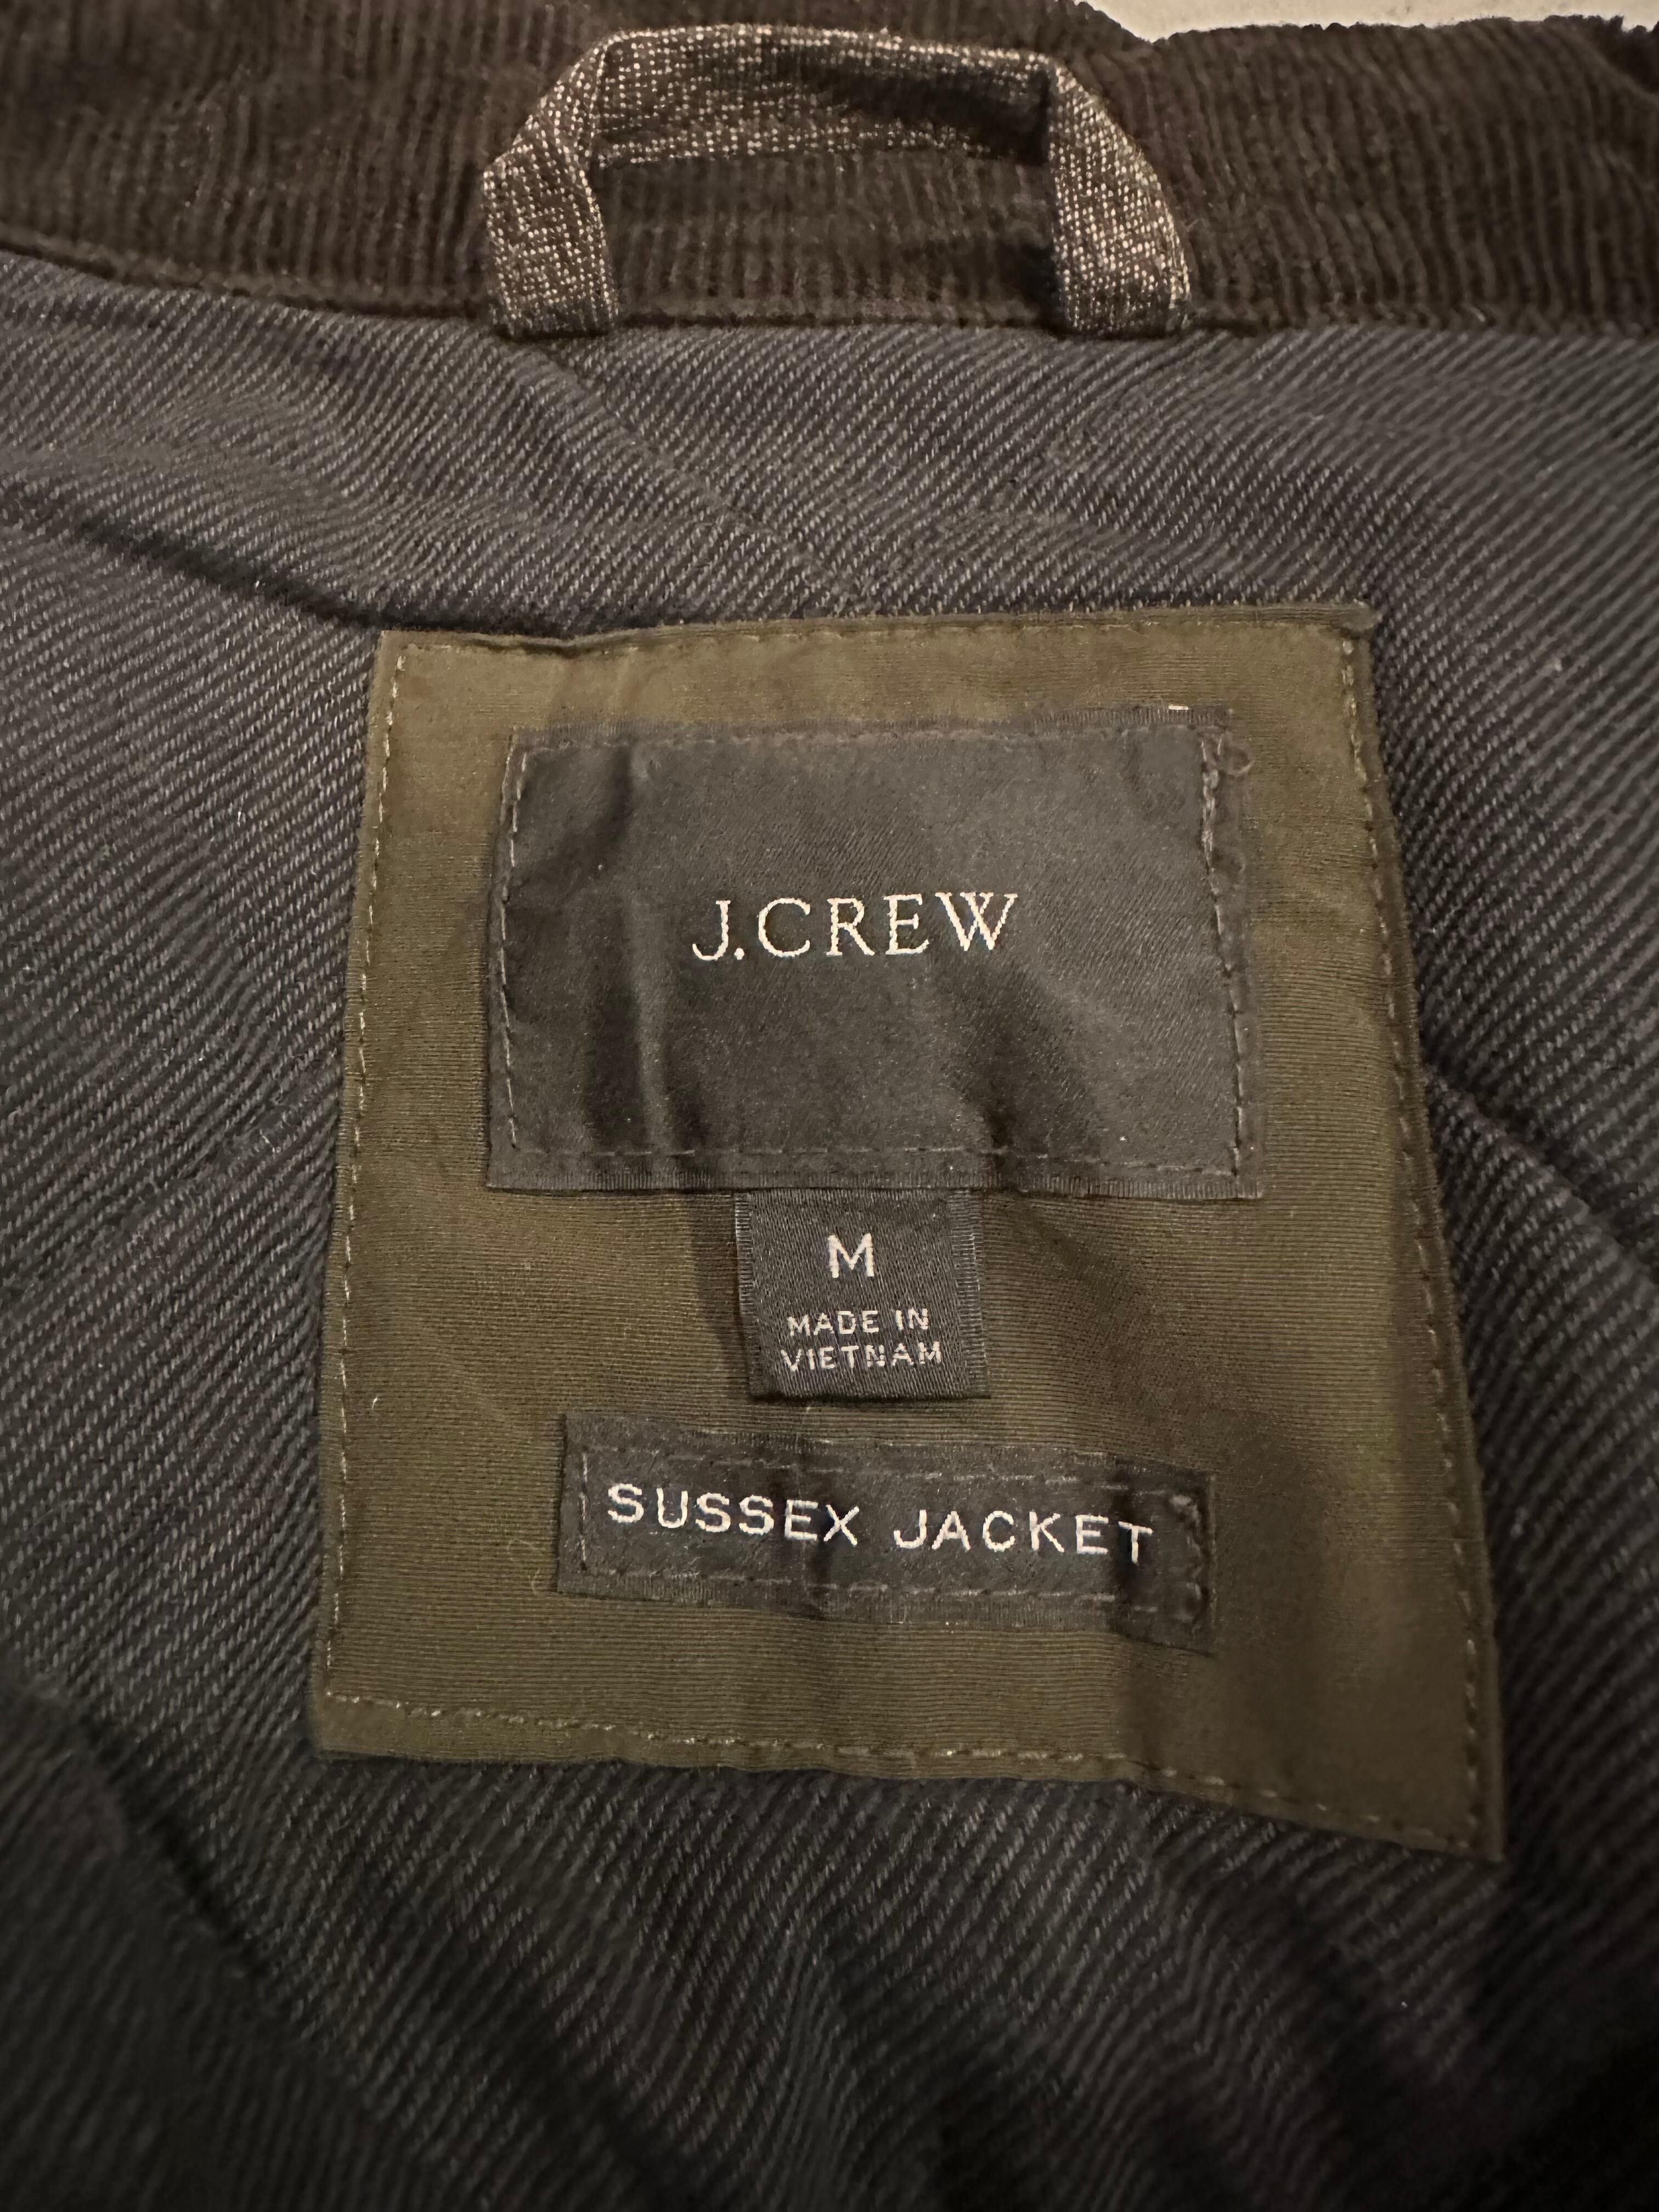 J.CREW
M
MADE IN
VIETNAM
SUSSEX JACKET